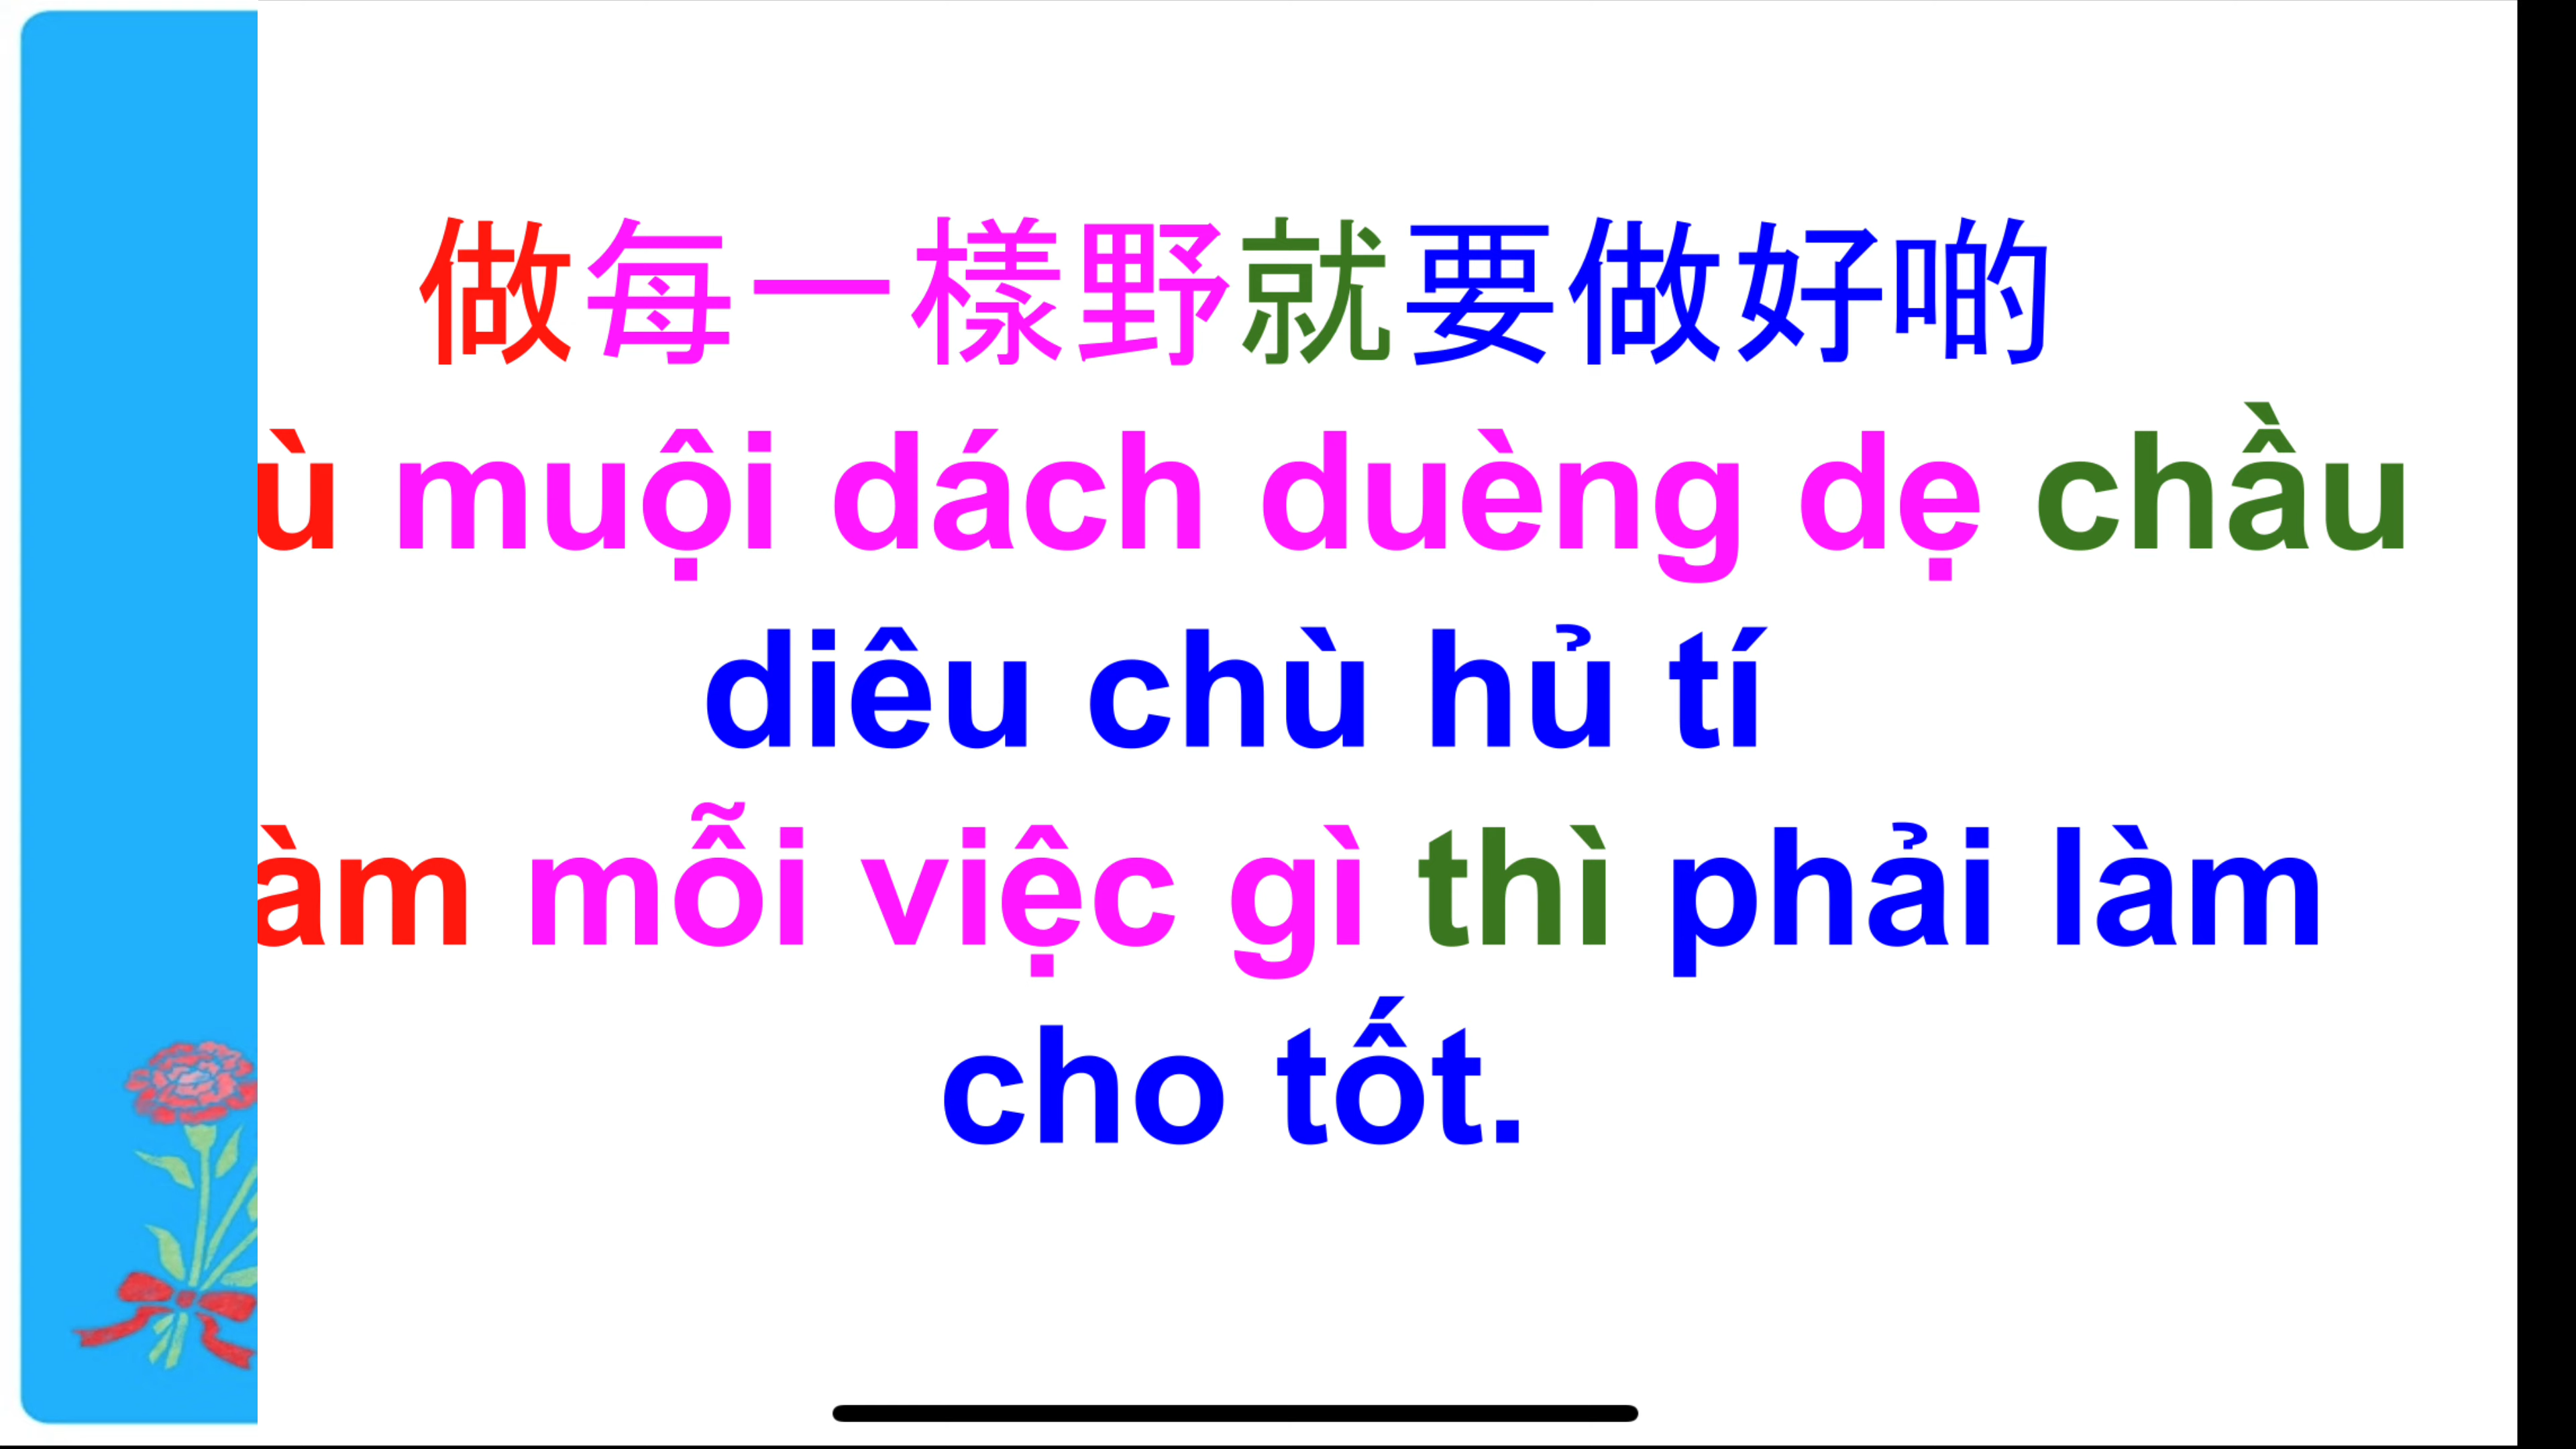 做每一樣野就要做好啲
ù muội dách duèng dẹ chầu
diêu chù hủ tí
àm mỗi việc gì thì phải làm
cho tốt.